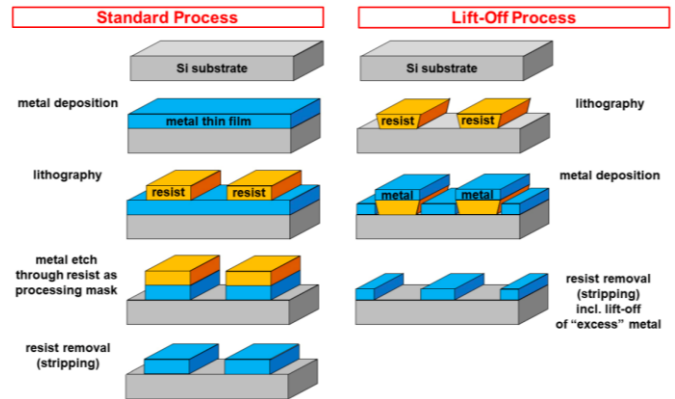 Standard Process
Si substrate
metal deposition
metal thin film
lithography
resist resist
metal etch
through resist as
processing mask
resist removal
(stripping)
Lift-Off Process
Si substrate
lithography
resist resist
metal deposition
metal metal
resist removal
(stripping)
incl. lift-off
of “excess” metal